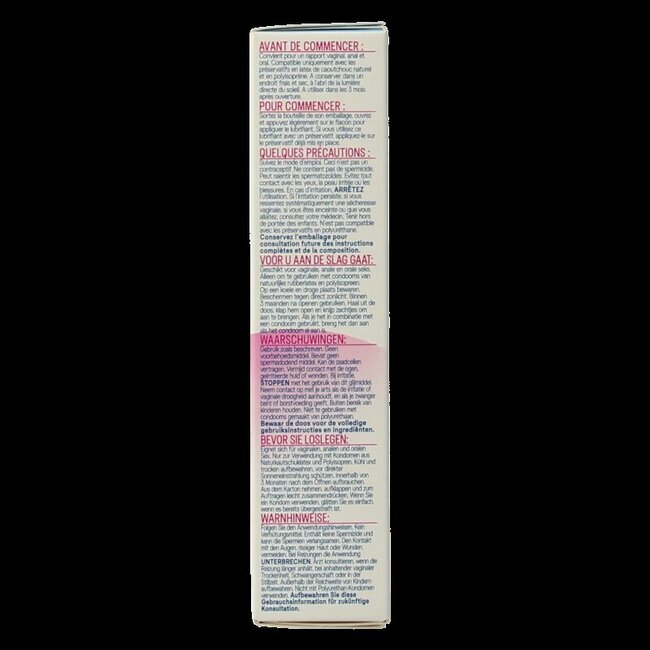 AVANT DE COMMENCER :
Convient pour un rapport vaginal, anal et
oral. Compatible uniquement avec les
préservatifs en latex de caoutchouc naturel
et en polyisoprène. A conserver dans un
endroit frais et sec, à l'abri de la lumière
directe du soleil. A utiliser dans les 3 mois
après ouverture.
POUR COMMENCER :
Sortez la bouteille de son emballage, ouvrez
et appuyez légèrement sur le flacon pour
appliquer le lubrifiant. Si vous utilisez ce
lubrifiant avec un préservatif, appliquez-le sur
le préservatif déjà mis en place.
QUELQUES PRÉCAUTIONS :
Suivez le mode d'emploi. Ceci n'est pas un
contraceptif. Ne contient pas de spermicide.
Peut ralentir les spermatozoïdes. Evitez tout
contact avec les yeux, la peau irritée ou les
blessures. En cas d'irritation, ARRÊTEZ
l'utilisation. Si l'irritation persiste, si vous
ressentez systématiquement une sécheresse
vaginale, si vous êtes enceinte ou que vous
allaitez, consultez votre médecin. Tenir hors
de portée des enfants. N'est pas compatible
avec les préservatifs en polyuréthane.
Conservez l'emballage pour
consultation future des instructions
complètes et de la composition.
VOOR U AAN DE SLAG GAAT:
Geschikt voor vaginale, anale en orale seks.
Alleen om te gebruiken met condooms van
natuurlijke rubberlatex en polyisopreen.
Op een koele en droge plaats bewaren.
Beschermen tegen direct zonlicht. Binnen
3 maanden na openen gebruiken. Haal uit de
doos, klap hem open en knijp zachtjes om
aan te brengen. Als je het in combinatie met
een condoom gebruikt, breng het dan aan
als het condoom al aan is.
WAARSCHUWINGEN:
Gebruik zoals beschreven. Geen
voorbehoedsmiddel. Bevat geen
spermadodend middel. Kan de zaadcellen
vertragen. Vermijd contact met de ogen,
geïrriteerde huid of wonden. Bij irritatie,
STOPPEN met het gebruik van dit glijmiddel.
Neem contact op met je arts als de irritatie of
vaginale droogheid aanhoudt, en als je zwanger
bent of borstvoeding geeft. Buiten bereik van
kinderen houden. Niet te gebruiken met
condooms gemaakt van polyurethaan.
Bewaar de doos voor de volledige
gebruiksinstructies en ingrediënten.
BEVOR SIE LOSLEGEN:
Eignet sich für vaginalen, analen und oralen
Sex. Nur zur Verwendung mit Kondomen aus
Naturkautschuklatex und Polyisopren. Kühl und
trocken aufbewahren, vor direkter
Sonneneinstrahlung schützen. Innerhalb von
3 Monaten nach dem Öffnen aufbrauchen.
Aus dem Karton nehmen, aufklappen und zum
Auftragen leicht zusammendrücken. Wenn Sie
ein Kondom verwenden, glätten Sie es einfach,
wenn es bereits übergestreift ist.
WARNHINWEISE:
Folgen Sie den Anwendungshinweisen. Kein
Verhütungsmittel. Enthält keine Spermizide und
kann die Spermien verlangsamen. Den Kontakt
mit den Augen, rissiger Haut oder Wunden
vermeiden. Bei Reizungen die Anwendung
UNTERBRECHEN. Arzt konsultieren, wenn die
Reizung länger anhält, bei anhaltender vaginaler
Trockenheit, Schwangerschaft oder in der
Stillzeit. Außerhalb der Reichweite von Kindern
aufbewahren. Nicht mit Polyurethan-Kondomen
verwenden. Aufbewahren Sie diese
Gebrauchsinformation für zukünftige
Konsultation.